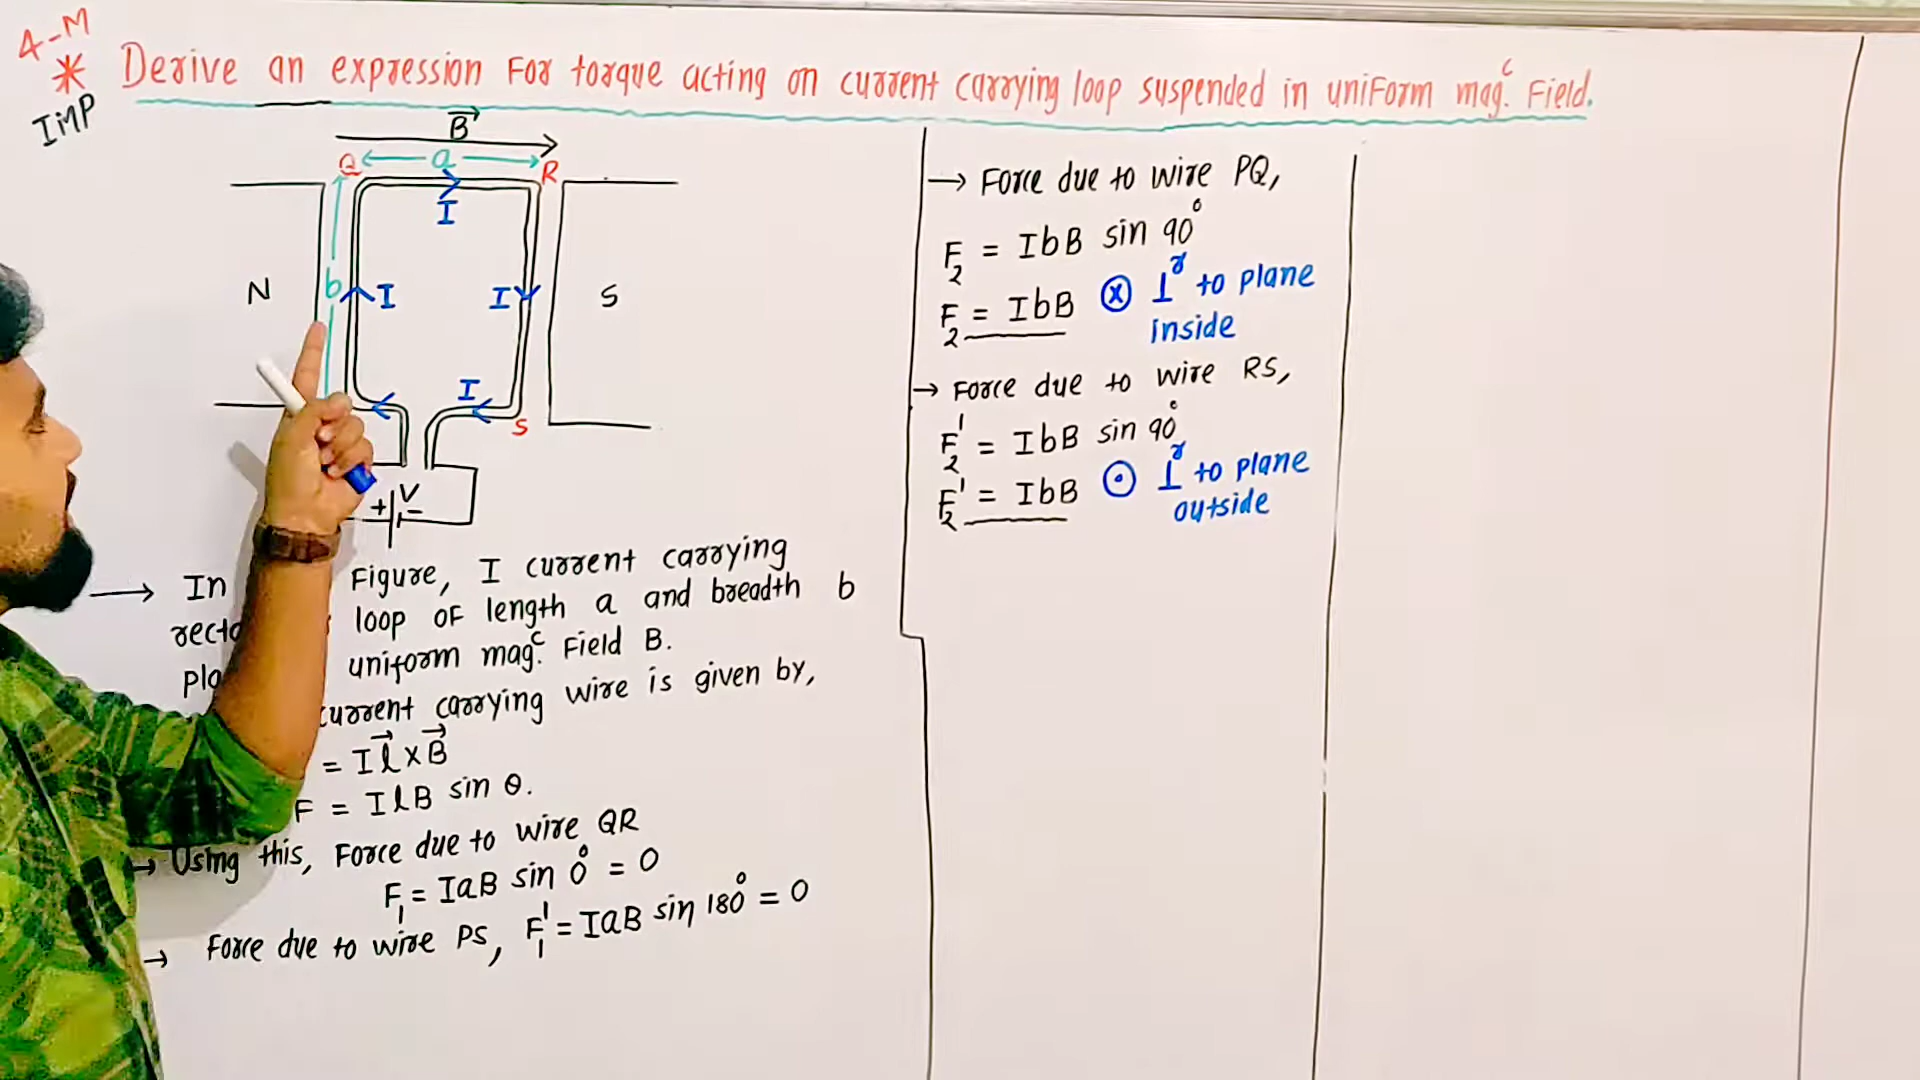 4-M
* Derive an expression For torque acting on current carrying loop suspended in uniForm mag.c Field.
IMP
B→
Q a R
I
N b I I S S
I
S
V
+ -
→ In Figure, I current carrying
loop oF length a and breadth b
uniform mag.c Field B.
current carrying wire is given by,
= I l→ x B→
F = I l B sin θ.
→ Using this, Force due to wire QR
F₁ = IaB sin 0° = 0
→ Force due to wire PS, F₁' = IaB sin 180° = 0
→ Force due to wire PQ,
F₂ = IbB sin 90°
F₂ = IbB ⊗ ⊥r to plane
inside
→ Force due to wire RS,
F₂' = IbB sin 90°
F₂' = IbB ⊙ ⊥r to plane
outside